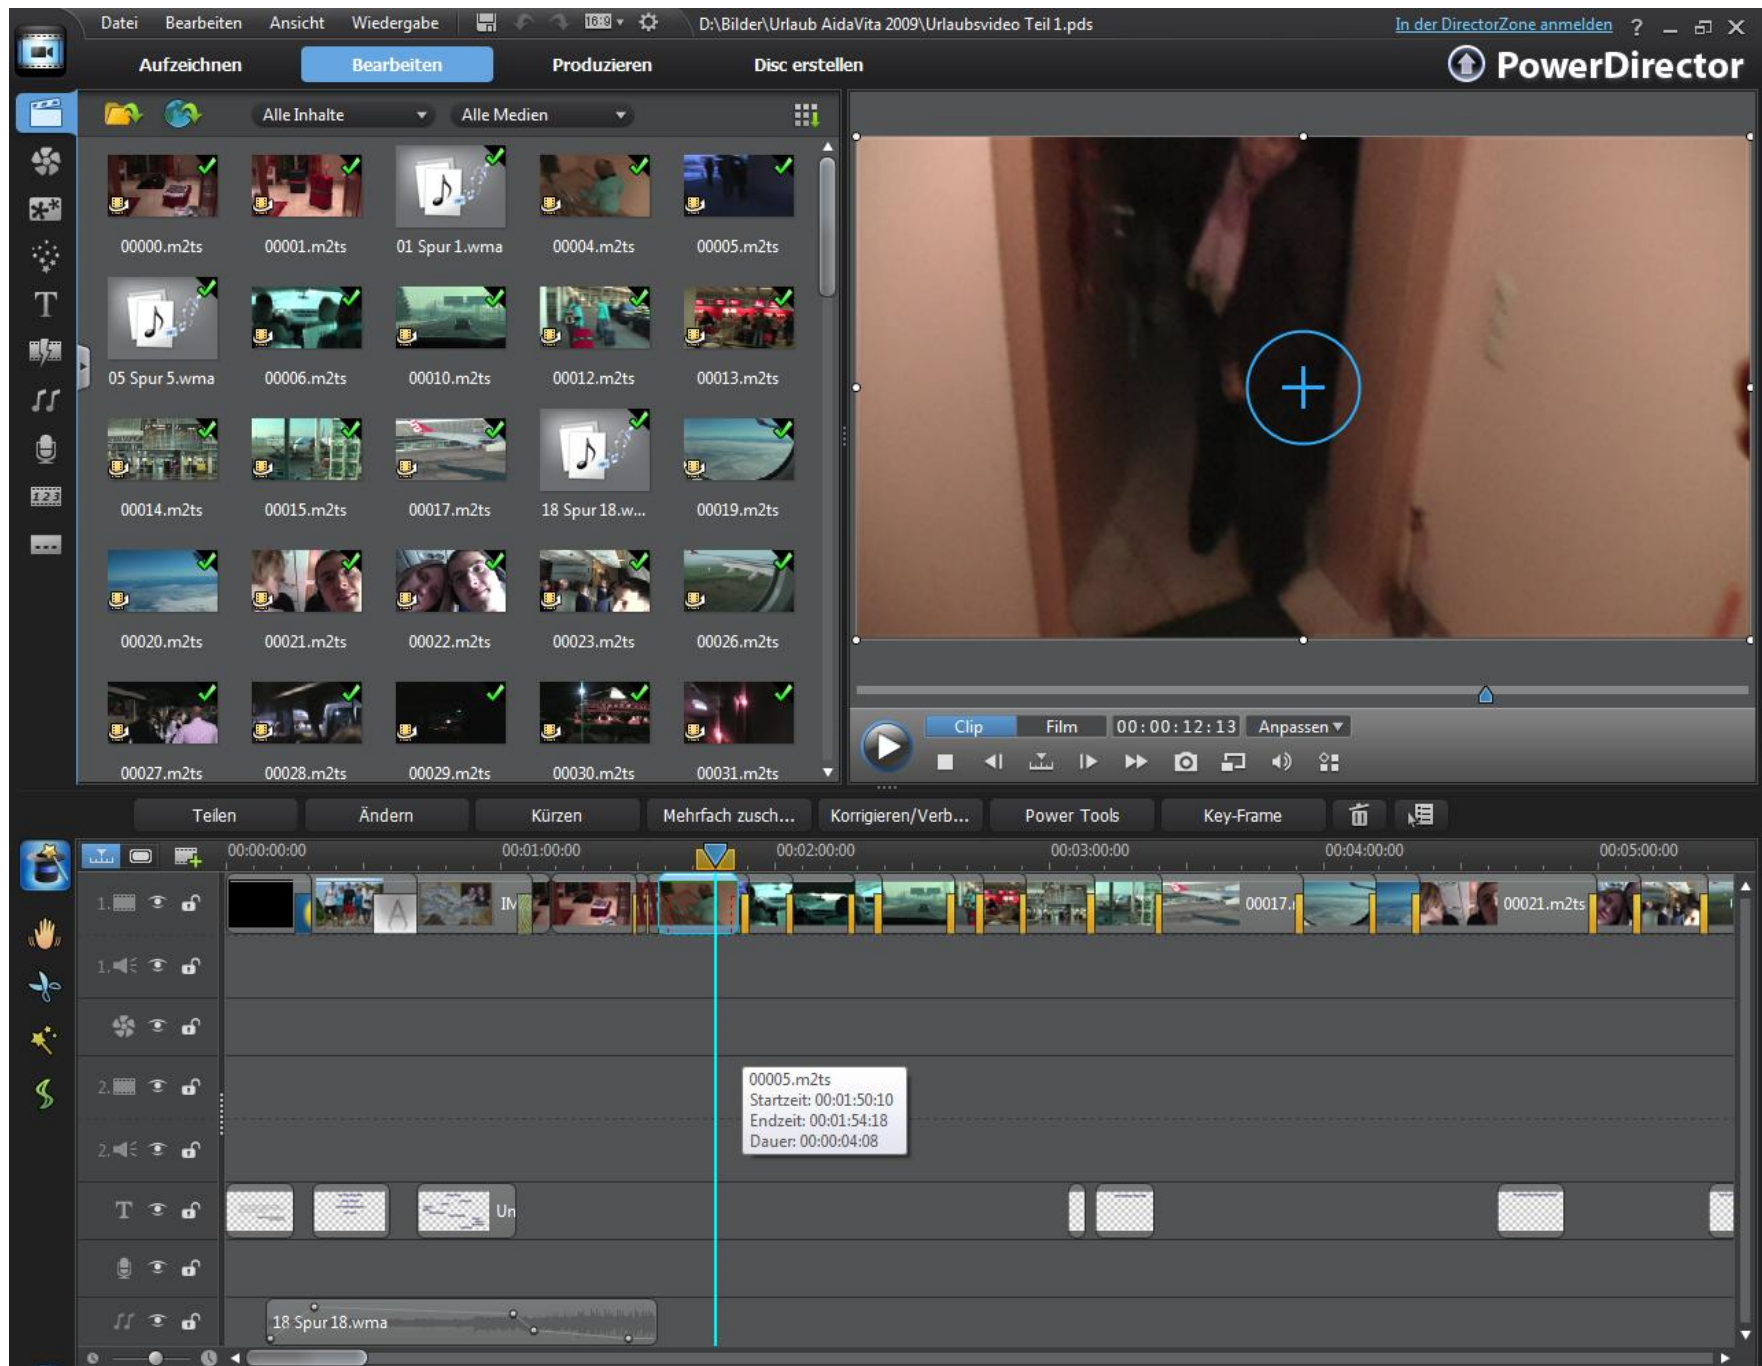 Datei Bearbeiten Ansicht Wiedergabe 16:9 D:\Bilder\Urlaub AidaVita 2009\Urlaubsvideo Teil 1.pds In der DirectorZone anmelden ?
Aufzeichnen Bearbeiten Produzieren Disc erstellen PowerDirector
Alle Inhalte Alle Medien
00000.m2ts 00001.m2ts 01 Spur 1.wma 00004.m2ts 00005.m2ts
05 Spur 5.wma 00006.m2ts 00010.m2ts 00012.m2ts 00013.m2ts
00014.m2ts 00015.m2ts 00017.m2ts 18 Spur 18.w... 00019.m2ts
00020.m2ts 00021.m2ts 00022.m2ts 00023.m2ts 00026.m2ts
00027.m2ts 00028.m2ts 00029.m2ts 00030.m2ts 00031.m2ts
T
123
Clip Film 00:00:12:13 Anpassen
Teilen Ändern Kürzen Mehrfach zusch... Korrigieren/Verb... Power Tools Key-Frame
00:00:00:00 00:01:00:00 00:02:00:00 00:03:00:00 00:04:00:00 00:05:00:00
1. A IM 00017. 00021.m2ts
1.
2.
00005.m2ts
Startzeit: 00:01:50:10
Endzeit: 00:01:54:18
Dauer: 00:00:04:08
2.
T Un
18 Spur 18.wma